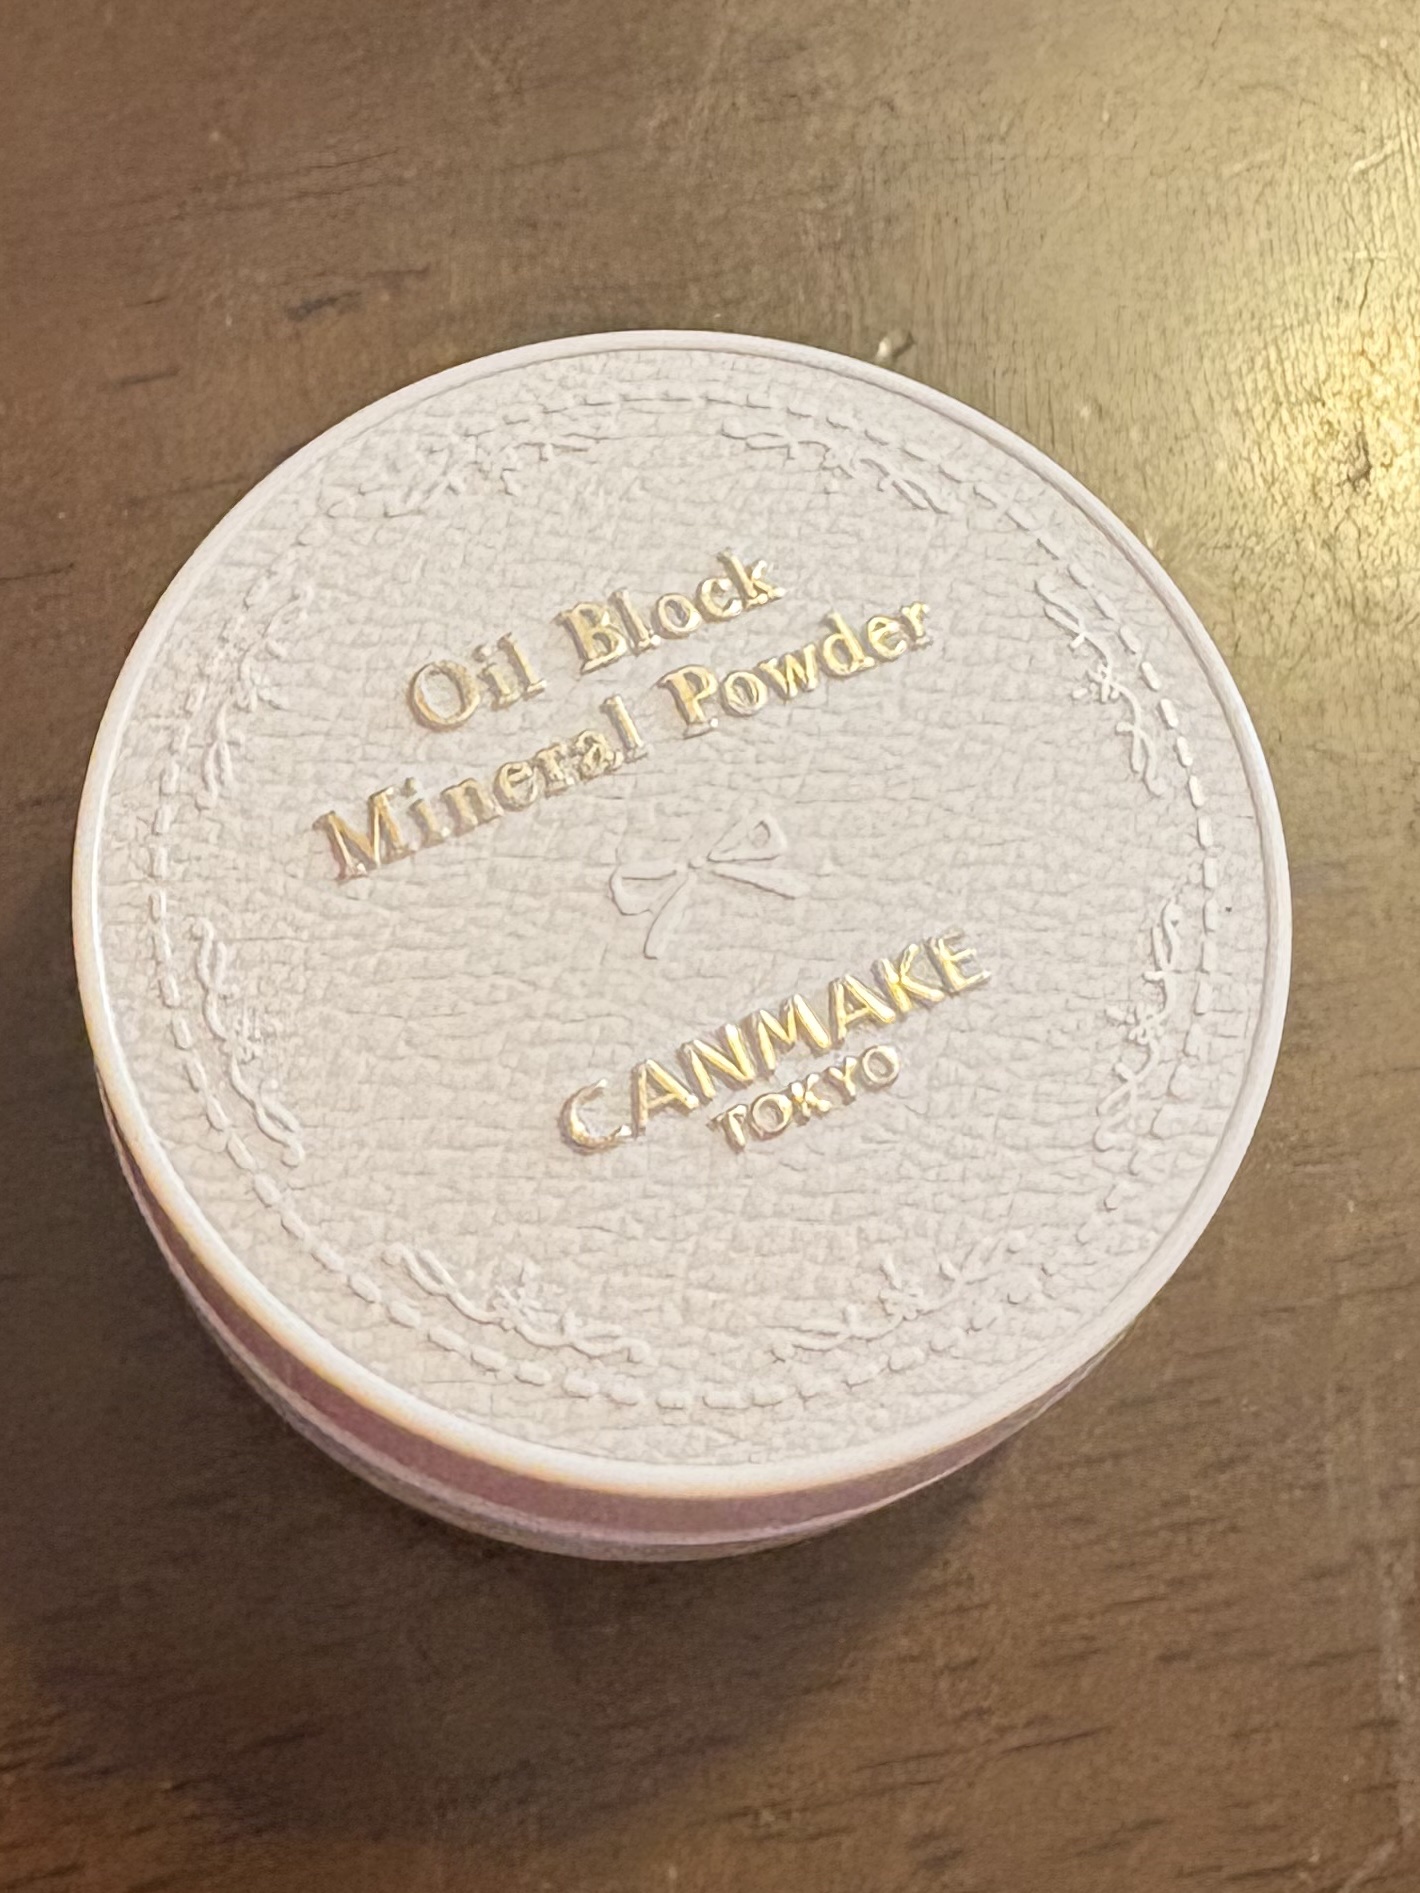 Oil Block
Mineral Powder
CANMAKE
TOKYO